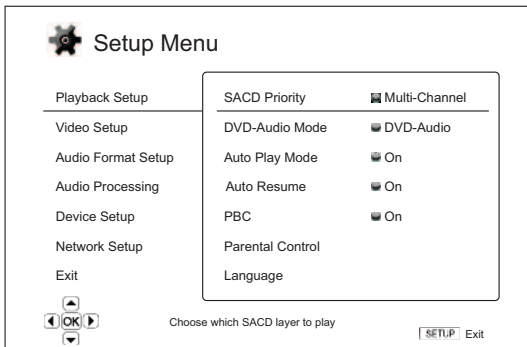 Setup Menu
Playback Setup
Video Setup
Audio Format Setup
Audio Processing
Device Setup
Network Setup
Exit
SACD Priority Multi-Channel
DVD-Audio Mode DVD-Audio
Auto Play Mode On
Auto Resume On
PBC On
Parental Control
Language
OK
Choose which SACD layer to play
SETUP Exit